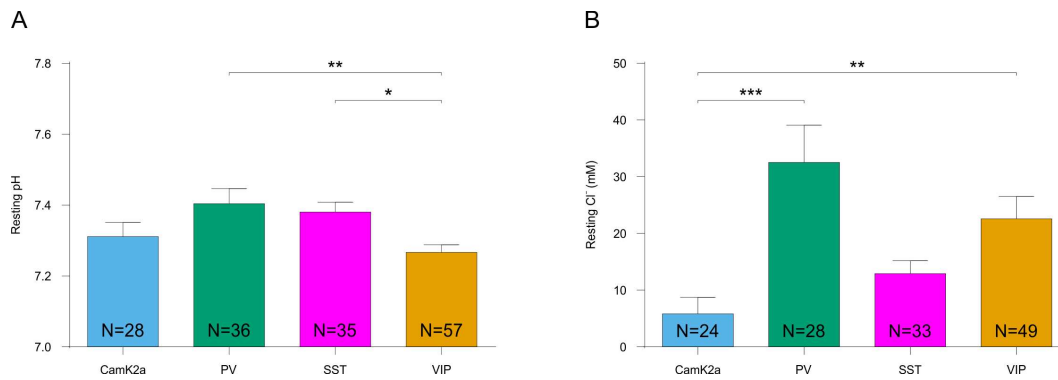 A
Resting pH
7.8
7.6
7.4
7.2
7.0
**
*
N=28
N=36
N=35
N=57
CamK2a
PV
SST
VIP
B
Resting Cl⁻ (mM)
50
40
30
20
10
0
**
***
N=24
N=28
N=33
N=49
CamK2a
PV
SST
VIP